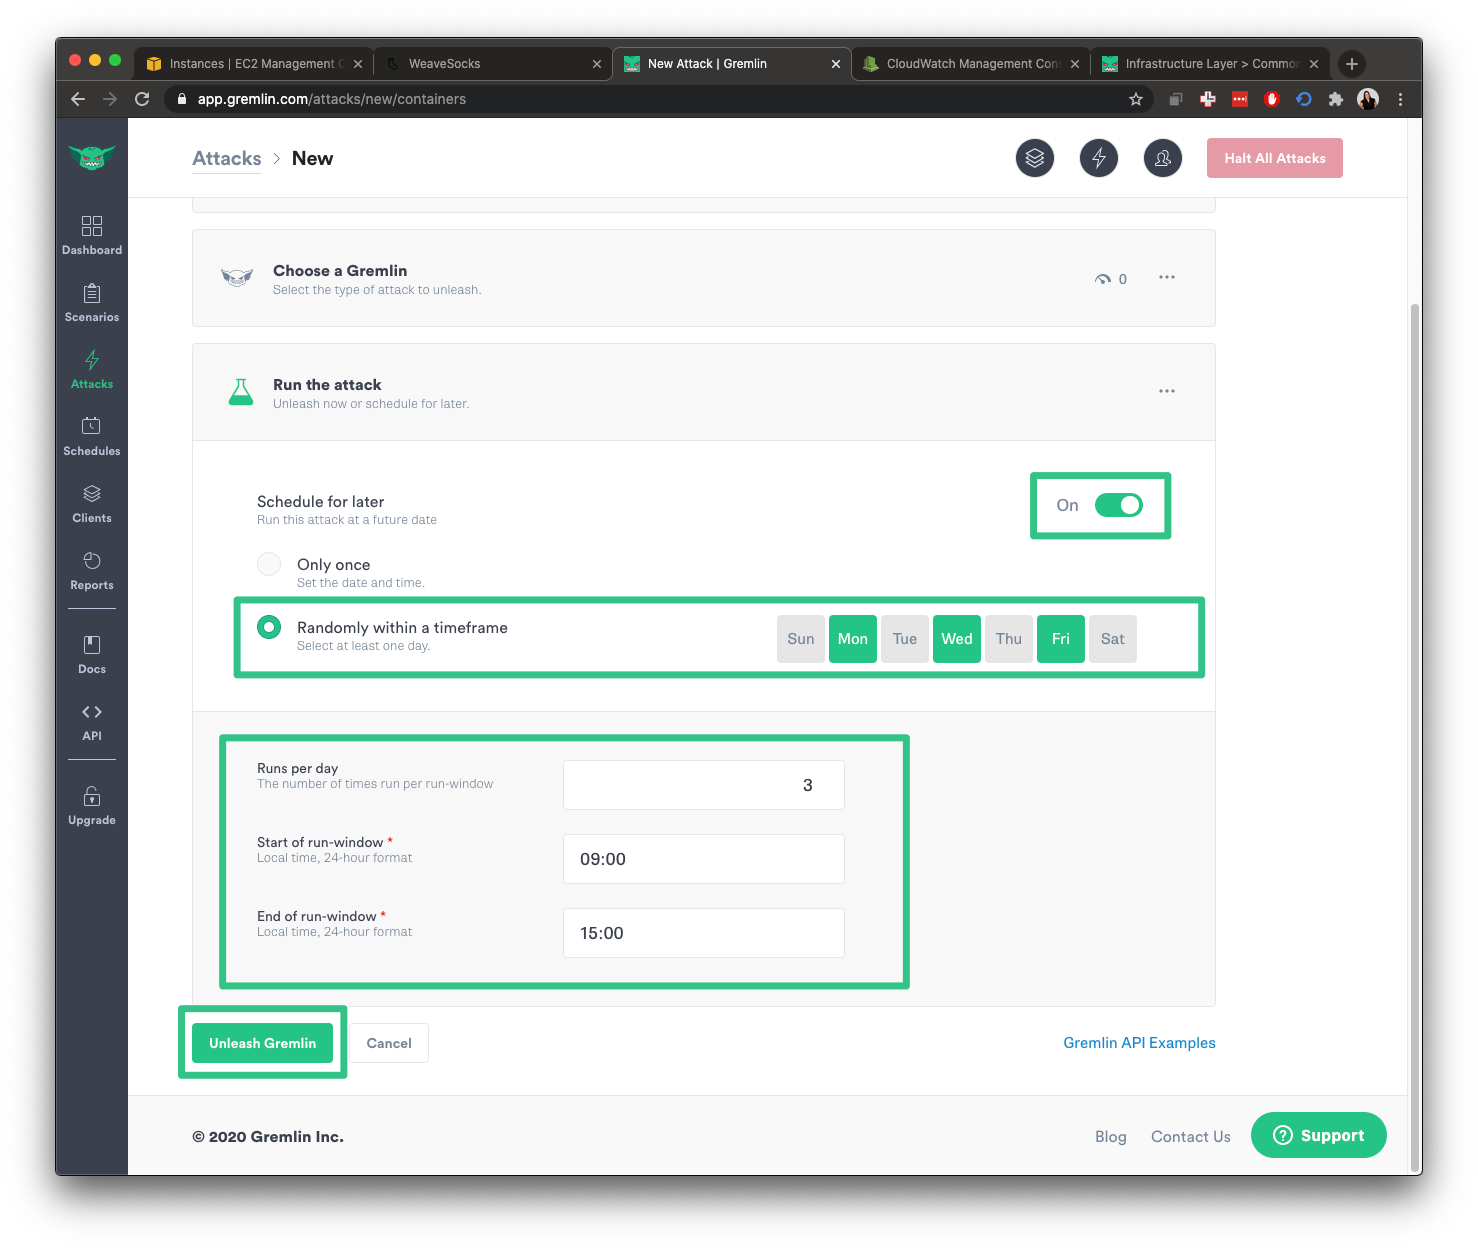 Instances | EC2 Management C
WeaveSocks
New Attack | Gremlin
CloudWatch Management Con
Infrastructure Layer > Common
app.gremlin.com/attacks/new/containers
Attacks > New
Halt All Attacks
Dashboard
Scenarios
Attacks
Schedules
Clients
Reports
Docs
API
Upgrade
Choose a Gremlin
Select the type of attack to unleash.
0
Run the attack
Unleash now or schedule for later.
Schedule for later
Run this attack at a future date
On
Only once
Set the date and time.
Randomly within a timeframe
Select at least one day.
Sun Mon Tue Wed Thu Fri Sat
Runs per day
The number of times run per run-window
3
Start of run-window *
Local time, 24-hour format
09:00
End of run-window *
Local time, 24-hour format
15:00
Unleash Gremlin
Cancel
Gremlin API Examples
© 2020 Gremlin Inc.
Blog
Contact Us
Support